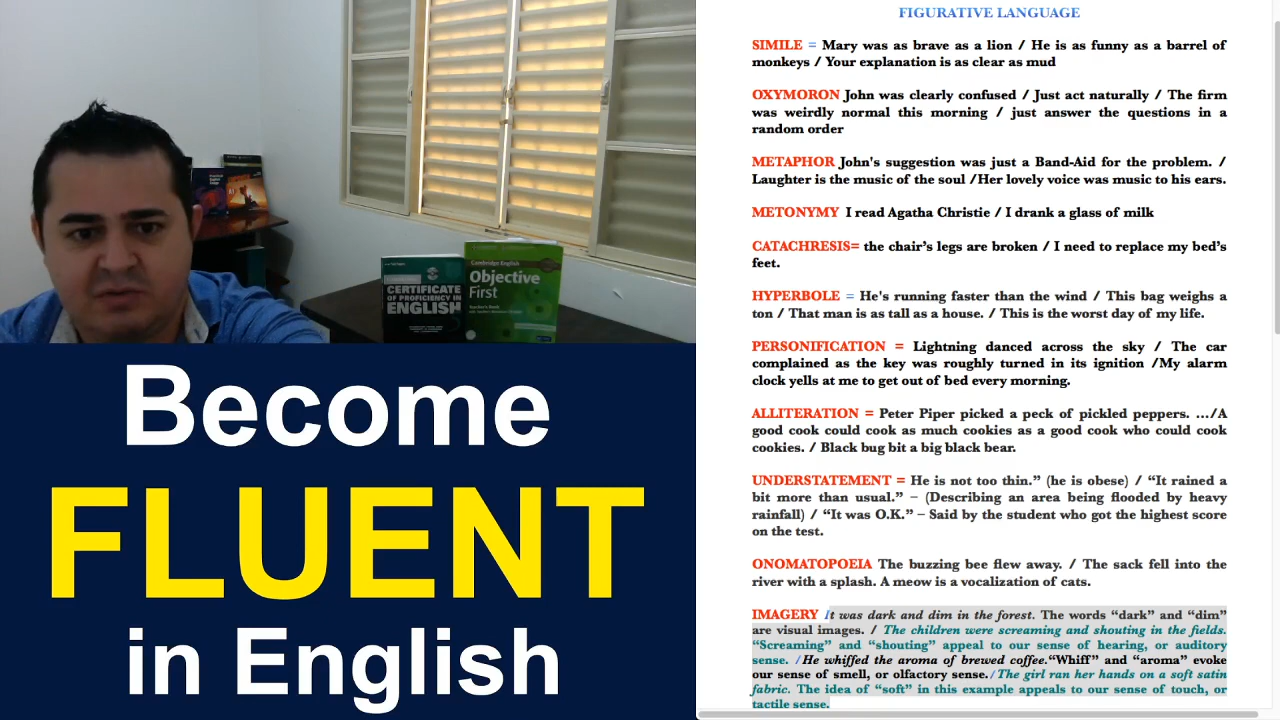 CERTIFICATE
OF PROFICIENCY IN
ENGLISH
Cambridge English
Objective
First
Become
FLUENT
in English
FIGURATIVE LANGUAGE
SIMILE = Mary was as brave as a lion / He is as funny as a barrel of
monkeys / Your explanation is as clear as mud
OXYMORON John was clearly confused / Just act naturally / The firm
was weirdly normal this morning / just answer the questions in a
random order
METAPHOR John's suggestion was just a Band-Aid for the problem. /
Laughter is the music of the soul /Her lovely voice was music to his ears.
METONYMY I read Agatha Christie / I drank a glass of milk
CATACHRESIS= the chair’s legs are broken / I need to replace my bed’s
feet.
HYPERBOLE = He's running faster than the wind / This bag weighs a
ton / That man is as tall as a house. / This is the worst day of my life.
PERSONIFICATION = Lightning danced across the sky / The car
complained as the key was roughly turned in its ignition /My alarm
clock yells at me to get out of bed every morning.
ALLITERATION = Peter Piper picked a peck of pickled peppers. …/A
good cook could cook as much cookies as a good cook who could cook
cookies. / Black bug bit a big black bear.
UNDERSTATEMENT = He is not too thin.” (he is obese) / “It rained a
bit more than usual.” – (Describing an area being flooded by heavy
rainfall) / “It was O.K.” – Said by the student who got the highest score
on the test.
ONOMATOPOEIA The buzzing bee flew away. / The sack fell into the
river with a splash. A meow is a vocalization of cats.
IMAGERY It was dark and dim in the forest. The words “dark” and “dim”
are visual images. / The children were screaming and shouting in the fields.
“Screaming” and “shouting” appeal to our sense of hearing, or auditory
sense. /He whiffed the aroma of brewed coffee.“Whiff” and “aroma” evoke
our sense of smell, or olfactory sense./The girl ran her hands on a soft satin
fabric. The idea of “soft” in this example appeals to our sense of touch, or
tactile sense.